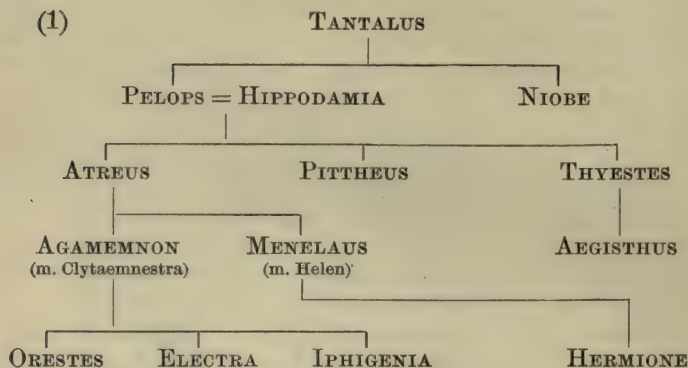 (1) TANTALUS
PELOPS = HIPPODAMIA NIOBE
ATREUS PITTHEUS THYESTES
AGAMEMNON MENELAUS AEGISTHUS
(m. Clytaemnestra) (m. Helen)
ORESTES ELECTRA IPHIGENIA HERMIONE